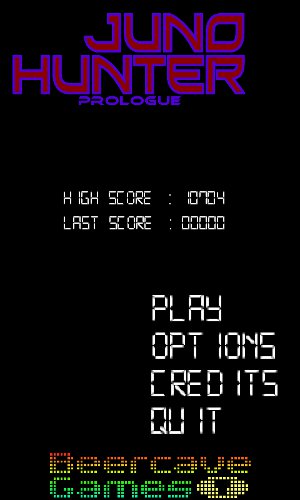 JUNO
HUNTER
PROLOGUE
HIGH SCORE : 10704
LAST SCORE : 00000
PLAY
OPTIONS
CREDITS
QUIT
Beercave
Games